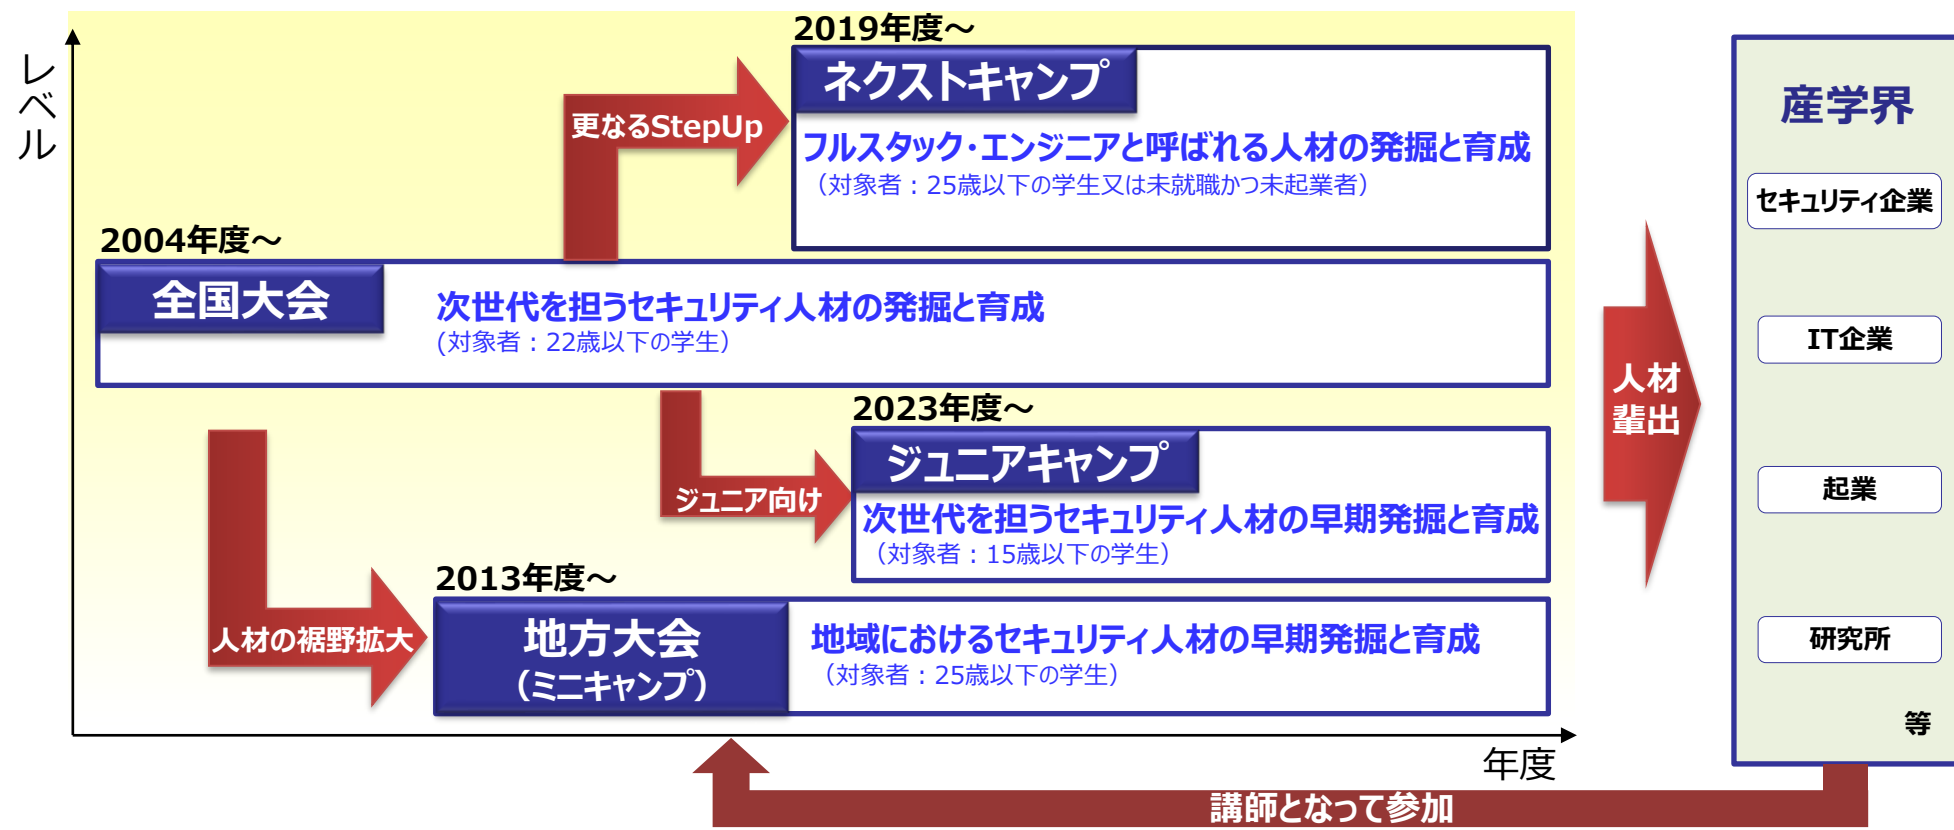 レベル
2019年度～
ネクストキャンプ
更なるStepUp
フルスタック・エンジニアと呼ばれる人材の発掘と育成
（対象者：25歳以下の学生又は未就職かつ未起業者）
2004年度～
全国大会
次世代を担うセキュリティ人材の発掘と育成
(対象者：22歳以下の学生）
2023年度～
ジュニアキャンプ
ジュニア向け
次世代を担うセキュリティ人材の早期発掘と育成
（対象者：15歳以下の学生）
2013年度～
人材の裾野拡大
地方大会
（ミニキャンプ）
地域におけるセキュリティ人材の早期発掘と育成
（対象者：25歳以下の学生）
年度
人材
輩出
産学界
セキュリティ企業
IT企業
起業
研究所
等
講師となって参加